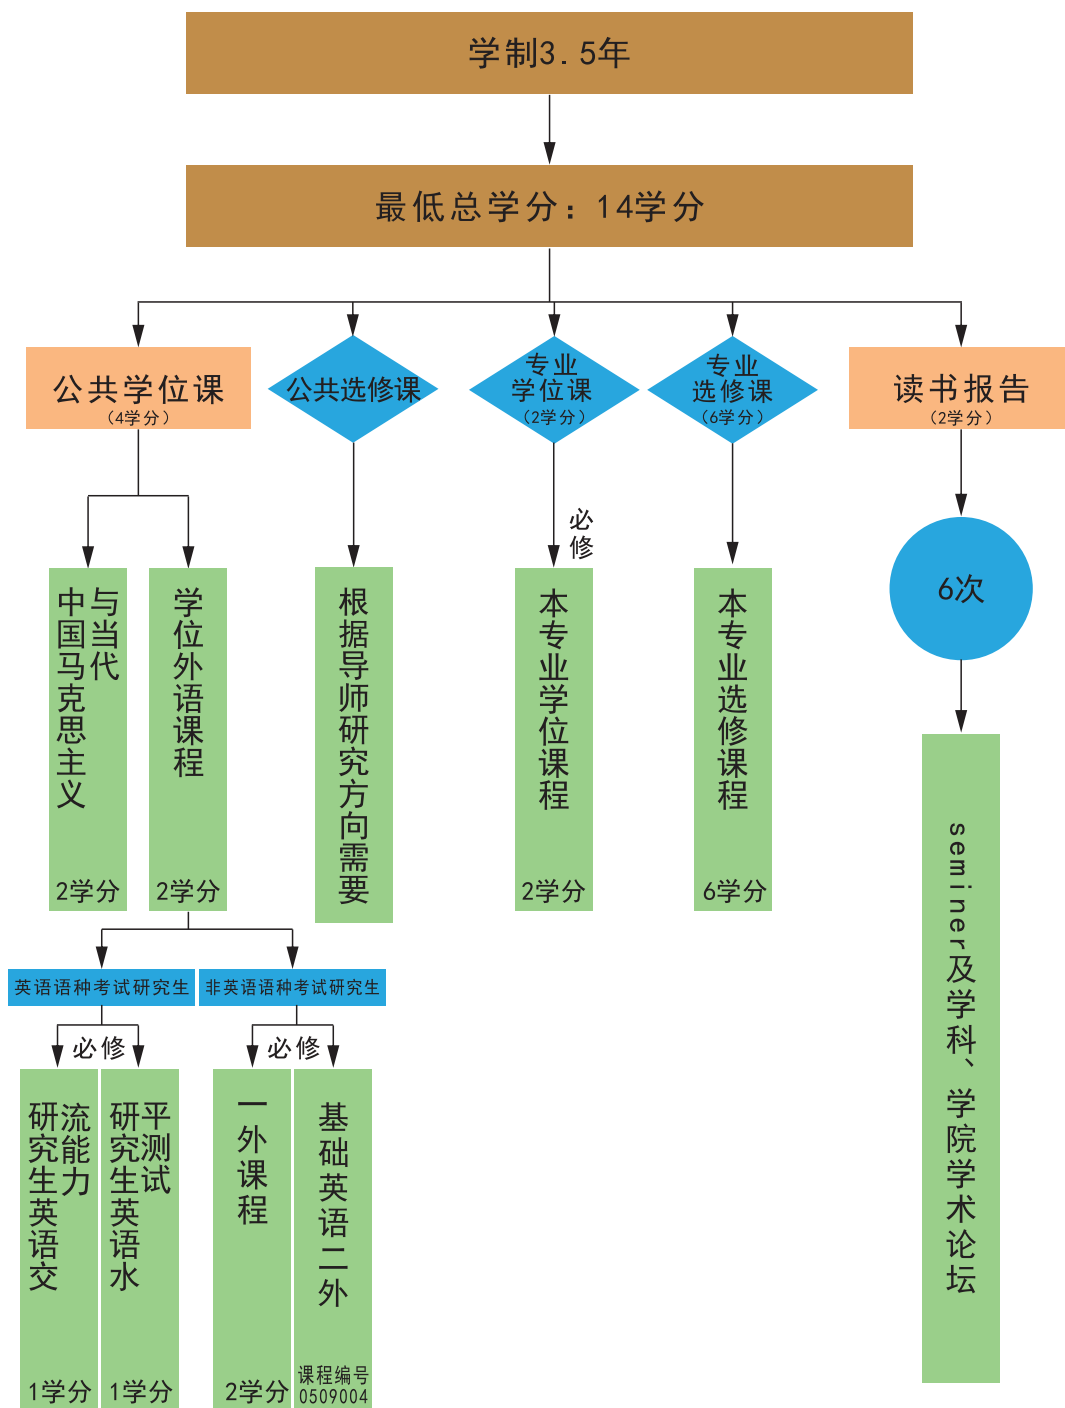 学制3.5年
最低总学分：14学分
公共学位课
（4学分）
公共选修课
专业
学位课
（2学分）
专业
选修课
（6学分）
读书报告
（2学分）
必修
6次
中国马克思主义
与当代
2学分
学位外语课程
2学分
根据导师研究方向需要
本专业学位课程
2学分
本专业选修课程
6学分
seminer及学科、学院学术论坛
英语语种考试研究生
非英语语种考试研究生
必修
必修
研究生英语交
流能力
1学分
研究生英语水
平测试
1学分
一外课程
2学分
基础英语二外
课程编号
0509004